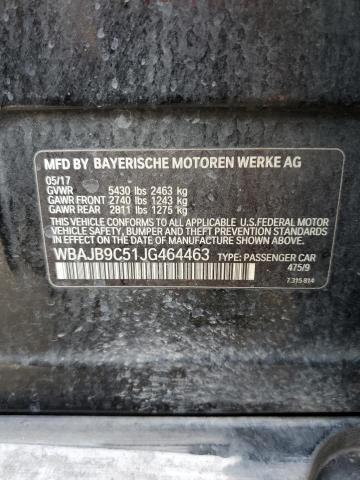 MFD BY BAYERISCHE MOTOREN WERKE AG
05/17
GVWR 5430 lbs 2463 kg
GAWR FRONT 2740 lbs 1243 kg
GAWR REAR 2811 lbs 1275 kg
THIS VEHICLE CONFORMS TO ALL APPLICABLE U.S. FEDERAL MOTOR
VEHICLE SAFETY, BUMPER AND THEFT PREVENTION STANDARDS IN
EFFECT ON THE DATE OF MANUFACTURE SHOWN ABOVE.
WBAJB9C51JG464463 TYPE: PASSENGER CAR
475/9
7.315-814